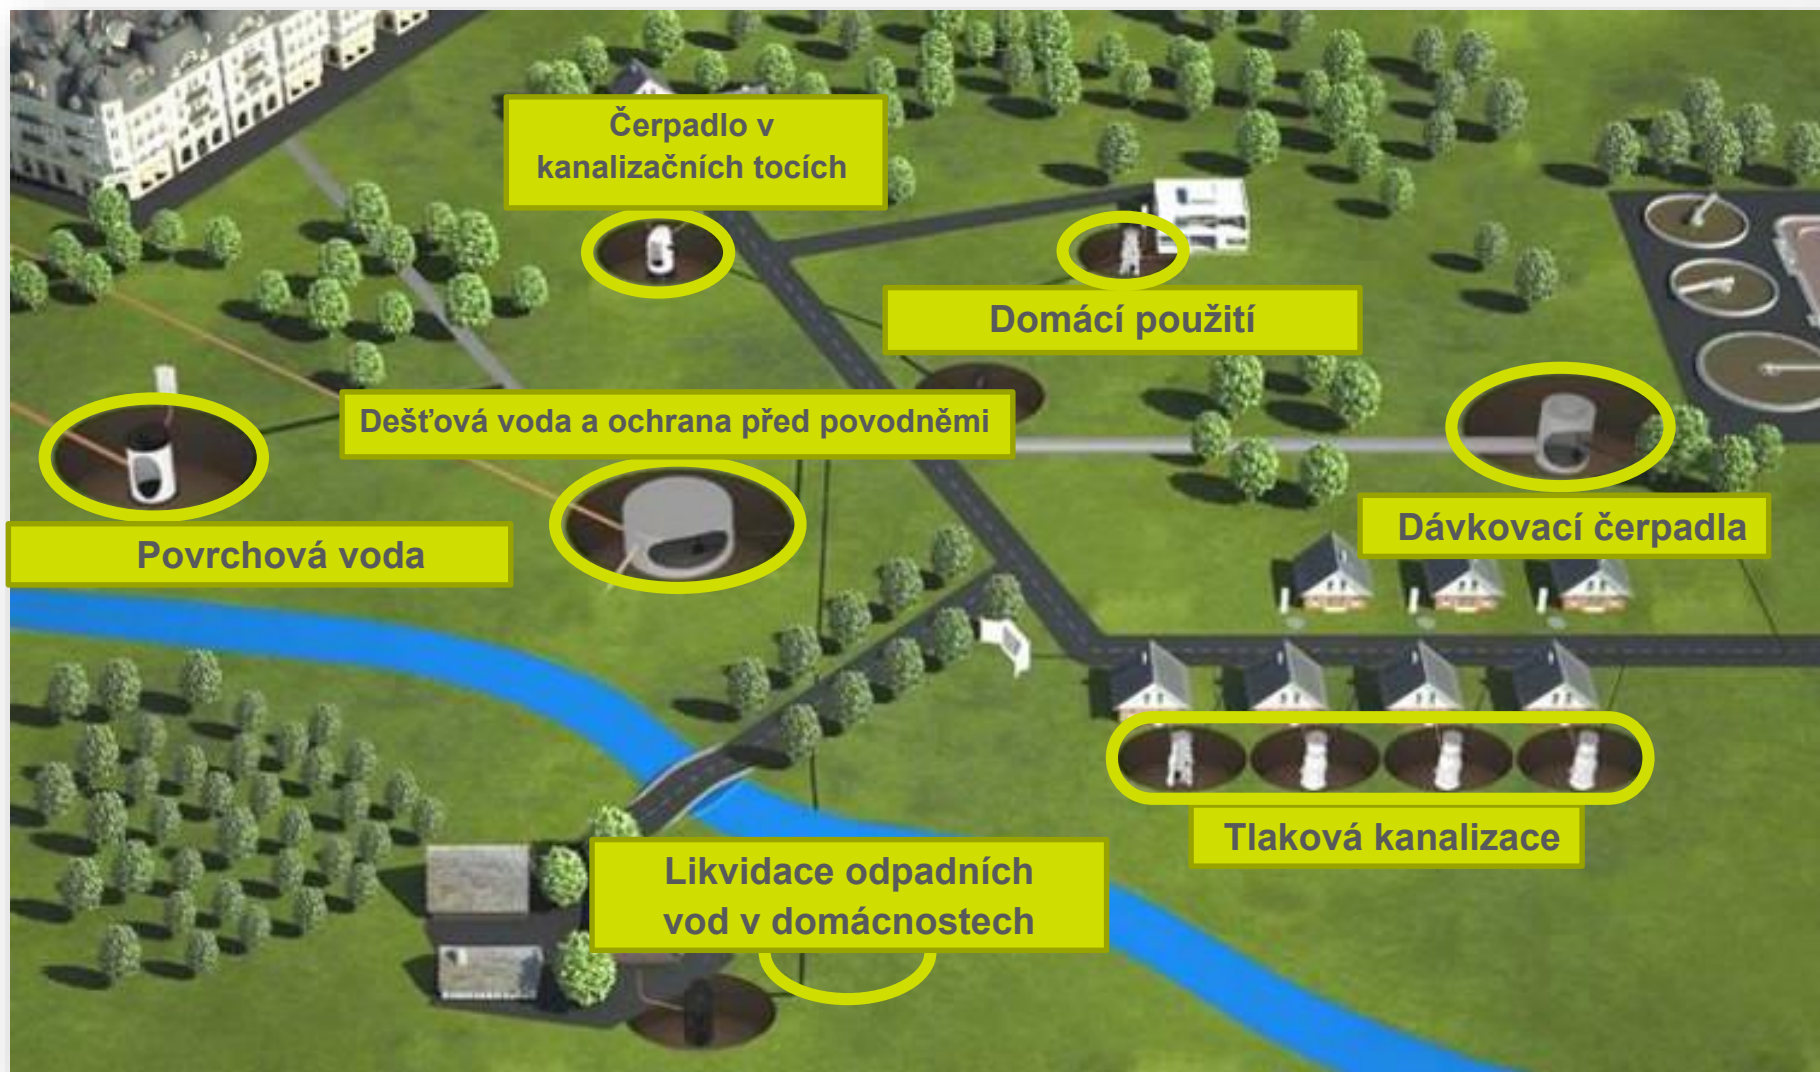 Čerpadlo v
kanalizačních tocích
Domácí použití
Dešťová voda a ochrana před povodněmi
Povrchová voda
Dávkovací čerpadla
Tlaková kanalizace
Likvidace odpadních
vod v domácnostech